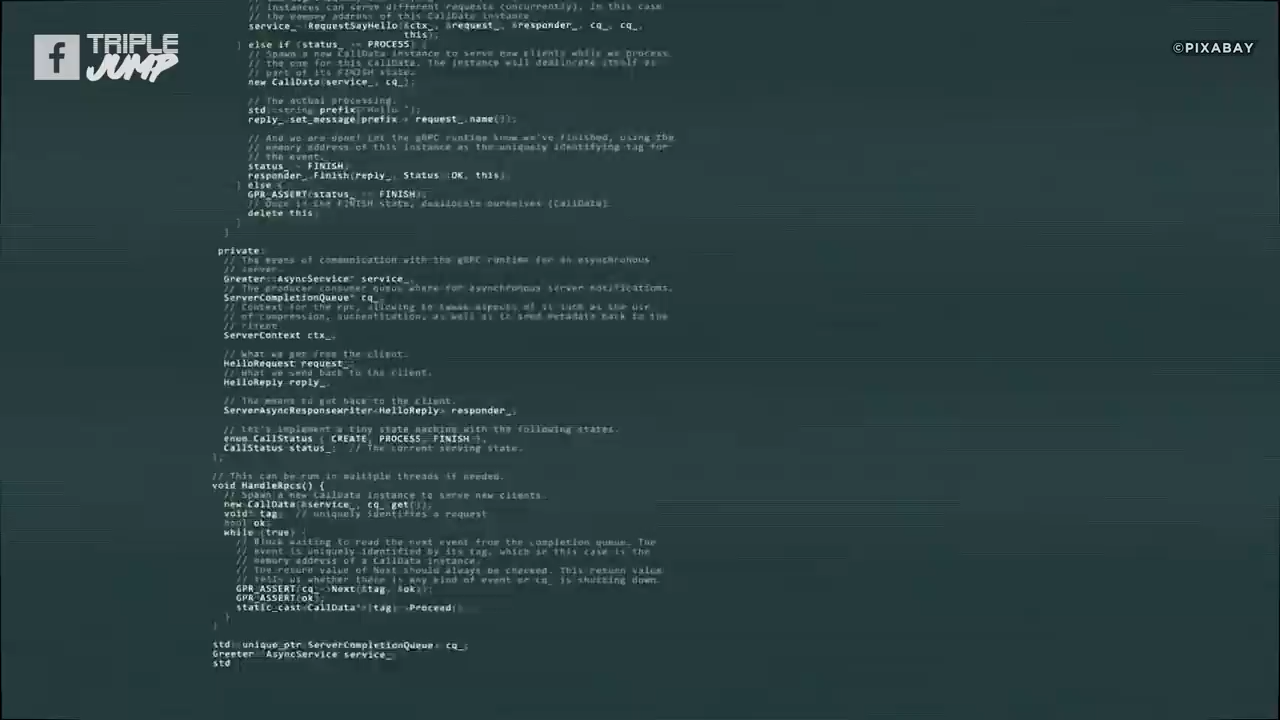 instances can serve different requests (concurrently), in this case
// the memory address of this CallData instance
service_ RequestSayHello &ctx_, &request_, &responder_, cq_, cq_,
this);
TRIPLE
JUMP
©PIXABAY
} else if (status_ == PROCESS) {
// Spawn a new CallData instance to serve new clients while we process
// the one for this CallData. The instance will deallocate itself as
// part of its FINISH state.
new CallData(service_, cq_);
// The actual processing.
std string prefix "Hello ");
reply_ set_message(prefix + request_.name());
// And we are done! Let the gRPC runtime know we've finished, using the
// memory address of this instance as the uniquely identifying tag for
// the event.
status_ = FINISH
responder_ Finish(reply_, Status OK, this)
} else {
GPR_ASSERT(status_ == FINISH)
// Once in the FINISH state, deallocate ourselves (CallData)
delete this
}
}
private
// The means of communication with the gRPC runtime for an asynchronous
// server.
Greeter AsyncService* service_
// The producer consumer queue where for asynchronous server notifications.
ServerCompletionQueue* cq_
// Context for the rpc, allowing to tweak aspects of it such as the use
// of compression, authentication, as well as to send metadata back to the
// client
ServerContext ctx_,
// What we get from the client.
HelloRequest request_
// What we send back to the client.
HelloReply reply_
// The means to get back to the client.
ServerAsyncResponseWriter HelloReply> responder_,
// Let's implement a tiny state machine with the following states.
enum CallStatus { CREATE, PROCESS, FINISH },
CallStatus status_; // The current serving state.
};
// This can be run in multiple threads if needed.
void HandleRpcs() {
// Spawn a new CallData instance to serve new clients.
new CallData(&service_, cq_ get());
void* tag // uniquely identifies a request
bool ok
while (true) {
// Block waiting to read the next event from the completion queue. The
// event is uniquely identified by its tag, which in this case is the
// memory address of a CallData instance.
// The return value of Next should always be checked. This return value
// tells us whether there is any kind of event or cq_ is shutting down.
GPR_ASSERT(cq_ Next(&tag, &ok);
GPR_ASSERT(ok);
static_cast CallData* (tag) Proceed()
}
}
std unique_ptr ServerCompletionQueue cq_;
Greeter AsyncService service_
std